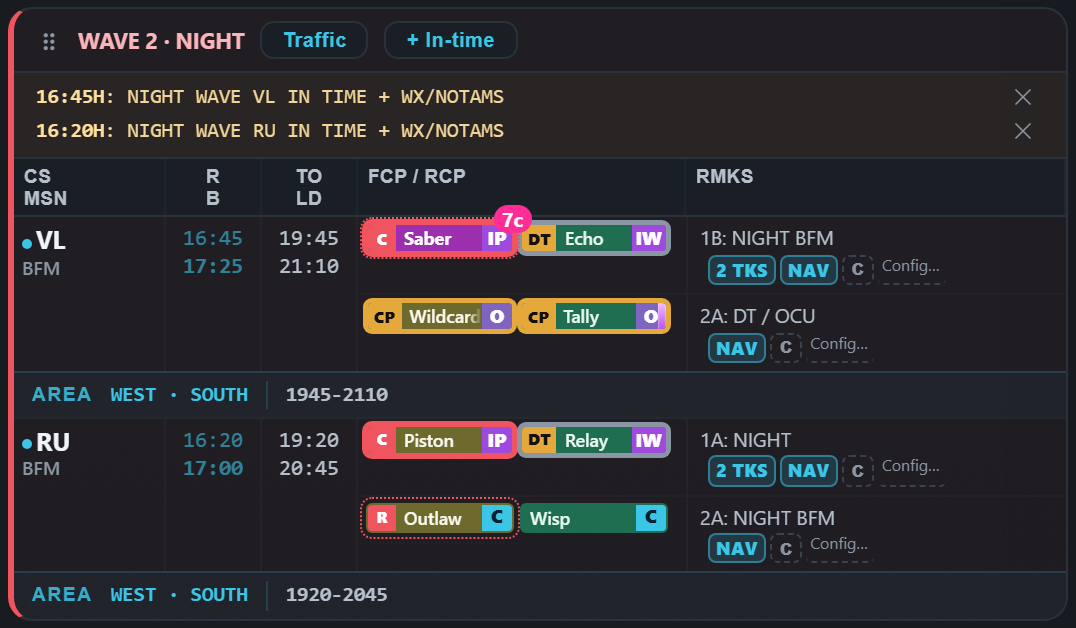 WAVE 2 · NIGHT Traffic + In-time
16:45H: NIGHT WAVE VL IN TIME + WX/NOTAMS
16:20H: NIGHT WAVE RU IN TIME + WX/NOTAMS
CS R TO FCP / RCP RMKS
MSN B LD
7c
VL 16:45 19:45 C Saber IP DT Echo IW 1B: NIGHT BFM
BFM 17:25 21:10 2 TKS NAV C Config...
CP Wildcard O CP Tally O 2A: DT / OCU
NAV C Config...
AREA WEST · SOUTH 1945-2110
RU 16:20 19:20 C Piston IP DT Relay IW 1A: NIGHT
BFM 17:00 20:45 2 TKS NAV C Config...
R Outlaw C Wisp C 2A: NIGHT BFM
NAV C Config...
AREA WEST · SOUTH 1920-2045